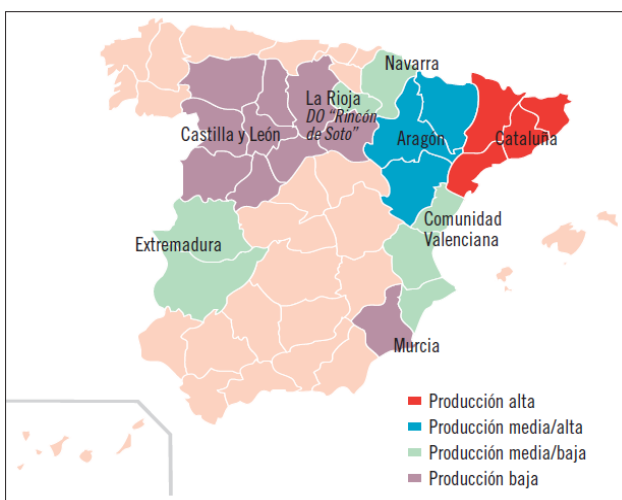 Navarra
La Rioja
DO "Rincón
de Soto"
Castilla y León
Aragón
Cataluña
Comunidad
Valenciana
Extremadura
Murcia
Producción alta
Producción media/alta
Producción media/baja
Producción baja